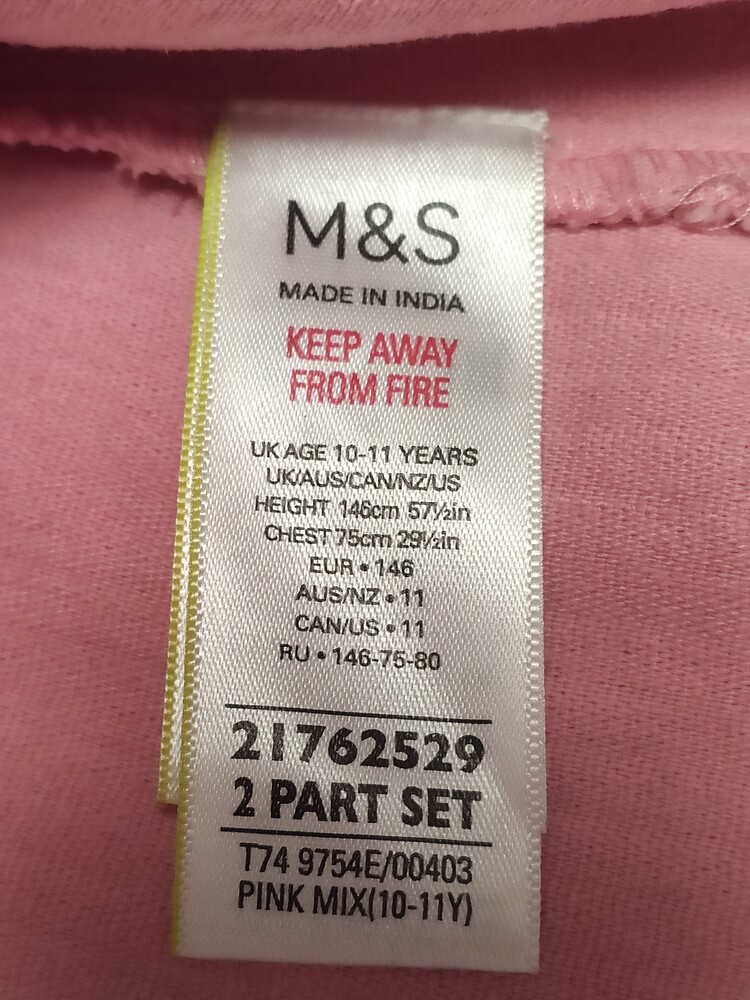 M&S
MADE IN INDIA
KEEP AWAY
FROM FIRE
UK AGE 10-11 YEARS
UK/AUS/CAN/NZ/US
HEIGHT 146cm 57½in
CHEST 75cm 29½in
EUR • 146
AUS/NZ • 11
CAN/US • 11
RU • 146-75-80
21762529
2 PART SET
T74 9754E/00403
PINK MIX(10-11Y)